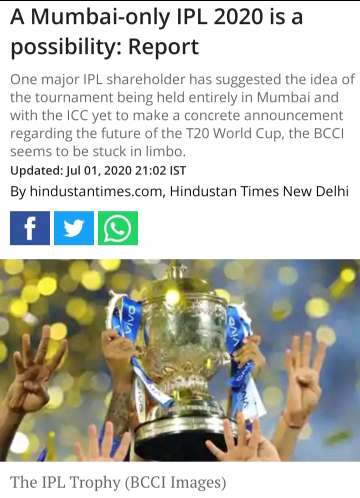 A Mumbai-only IPL 2020 is a
possibility: Report
One major IPL shareholder has suggested the idea of
the tournament being held entirely in Mumbai and
with the ICC yet to make a concrete announcement
regarding the future of the T20 World Cup, the BCCI
seems to be stuck in limbo.
Updated: Jul 01, 2020 21:02 IST
By hindustantimes.com, Hindustan Times New Delhi
f
The IPL Trophy (BCCI Images)